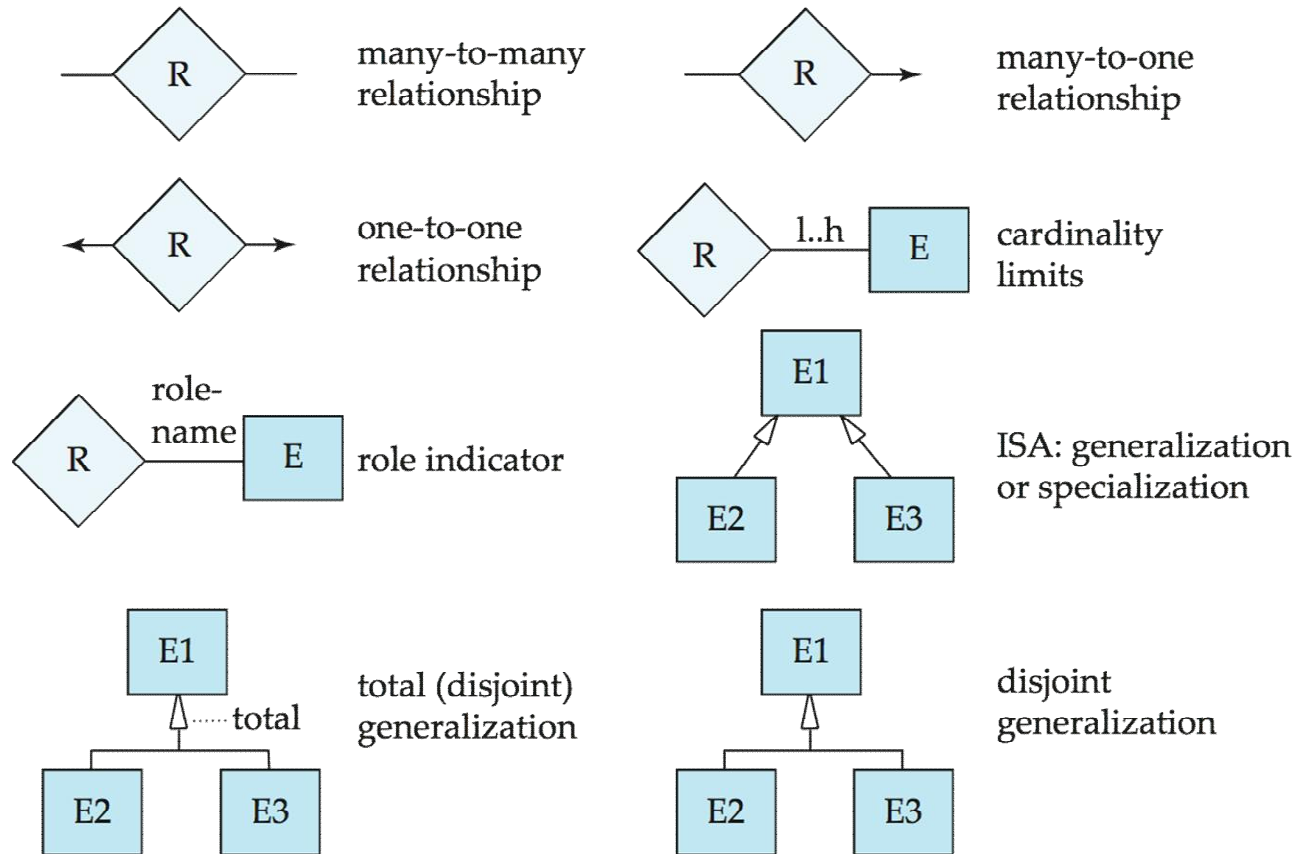 R
many-to-many
relationship
R
many-to-one
relationship
R
one-to-one
relationship
R
l..h
E
cardinality
limits
R
role-
name
E
role indicator
E1
E2
E3
ISA: generalization
or specialization
E1
total
E2
E3
total (disjoint)
generalization
E1
E2
E3
disjoint
generalization